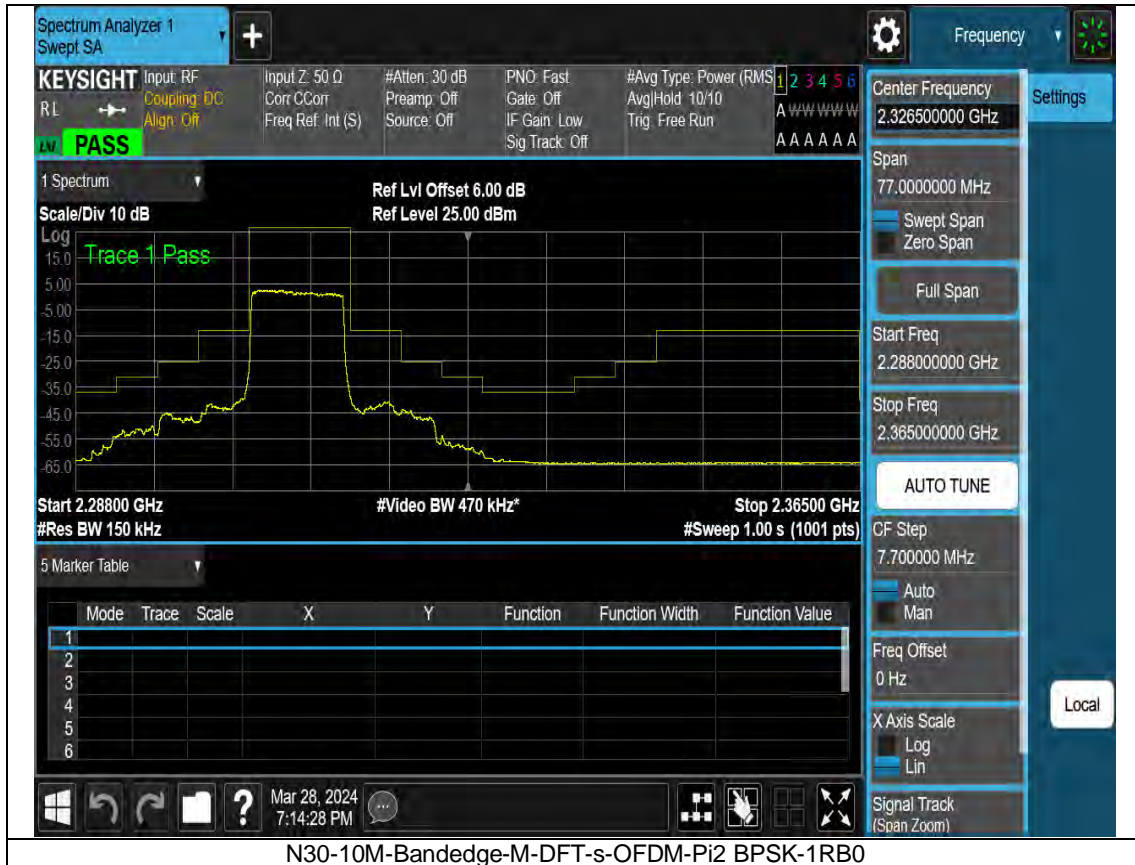 Spectrum Analyzer 1
Swept SA
+
Frequency
KEYSIGHT
RL
LNI PASS
Input: RF
Coupling: DC
Align: Off
Input Z: 50 Ω
Corr CCorr
Freq Ref: Int (S)
#Atten: 30 dB
Preamp: Off
Source: Off
PNO: Fast
Gate: Off
IF Gain: Low
Sig Track: Off
#Avg Type: Power (RMS
Avg|Hold: 10/10
Trig: Free Run
1 2 3 4 5 6
A W W W W W
A A A A A A
Center Frequency
2.326500000 GHz
Settings
Span
77.0000000 MHz
Swept Span
Zero Span
Full Span
Start Freq
2.288000000 GHz
Stop Freq
2.365000000 GHz
AUTO TUNE
CF Step
7.700000 MHz
Auto
Man
Freq Offset
0 Hz
X Axis Scale
Log
Lin
Signal Track
(Span Zoom)
Local
1 Spectrum
Scale/Div 10 dB
Ref Lvl Offset 6.00 dB
Ref Level 25.00 dBm
Log
Trace 1 Pass
15.0
5.00
-5.00
-15.0
-25.0
-35.0
-45.0
-55.0
-65.0
Start 2.28800 GHz
#Video BW 470 kHz*
Stop 2.36500 GHz
#Res BW 150 kHz
#Sweep 1.00 s (1001 pts)
5 Marker Table
Mode Trace Scale X Y Function Function Width Function Value
1
2
3
4
5
6
?
Mar 28, 2024
7:14:28 PM
N30-10M-Bandedge-M-DFT-s-OFDM-Pi2 BPSK-1RB0